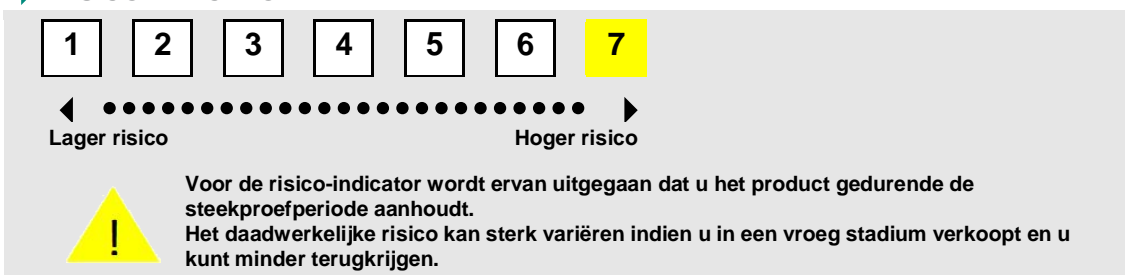 1 2 3 4 5 6 7
Lager risico Hoger risico
!
Voor de risico-indicator wordt ervan uitgegaan dat u het product gedurende de
steekproefperiode aanhoudt.
Het daadwerkelijke risico kan sterk variëren indien u in een vroeg stadium verkoopt en u
kunt minder terugkrijgen.